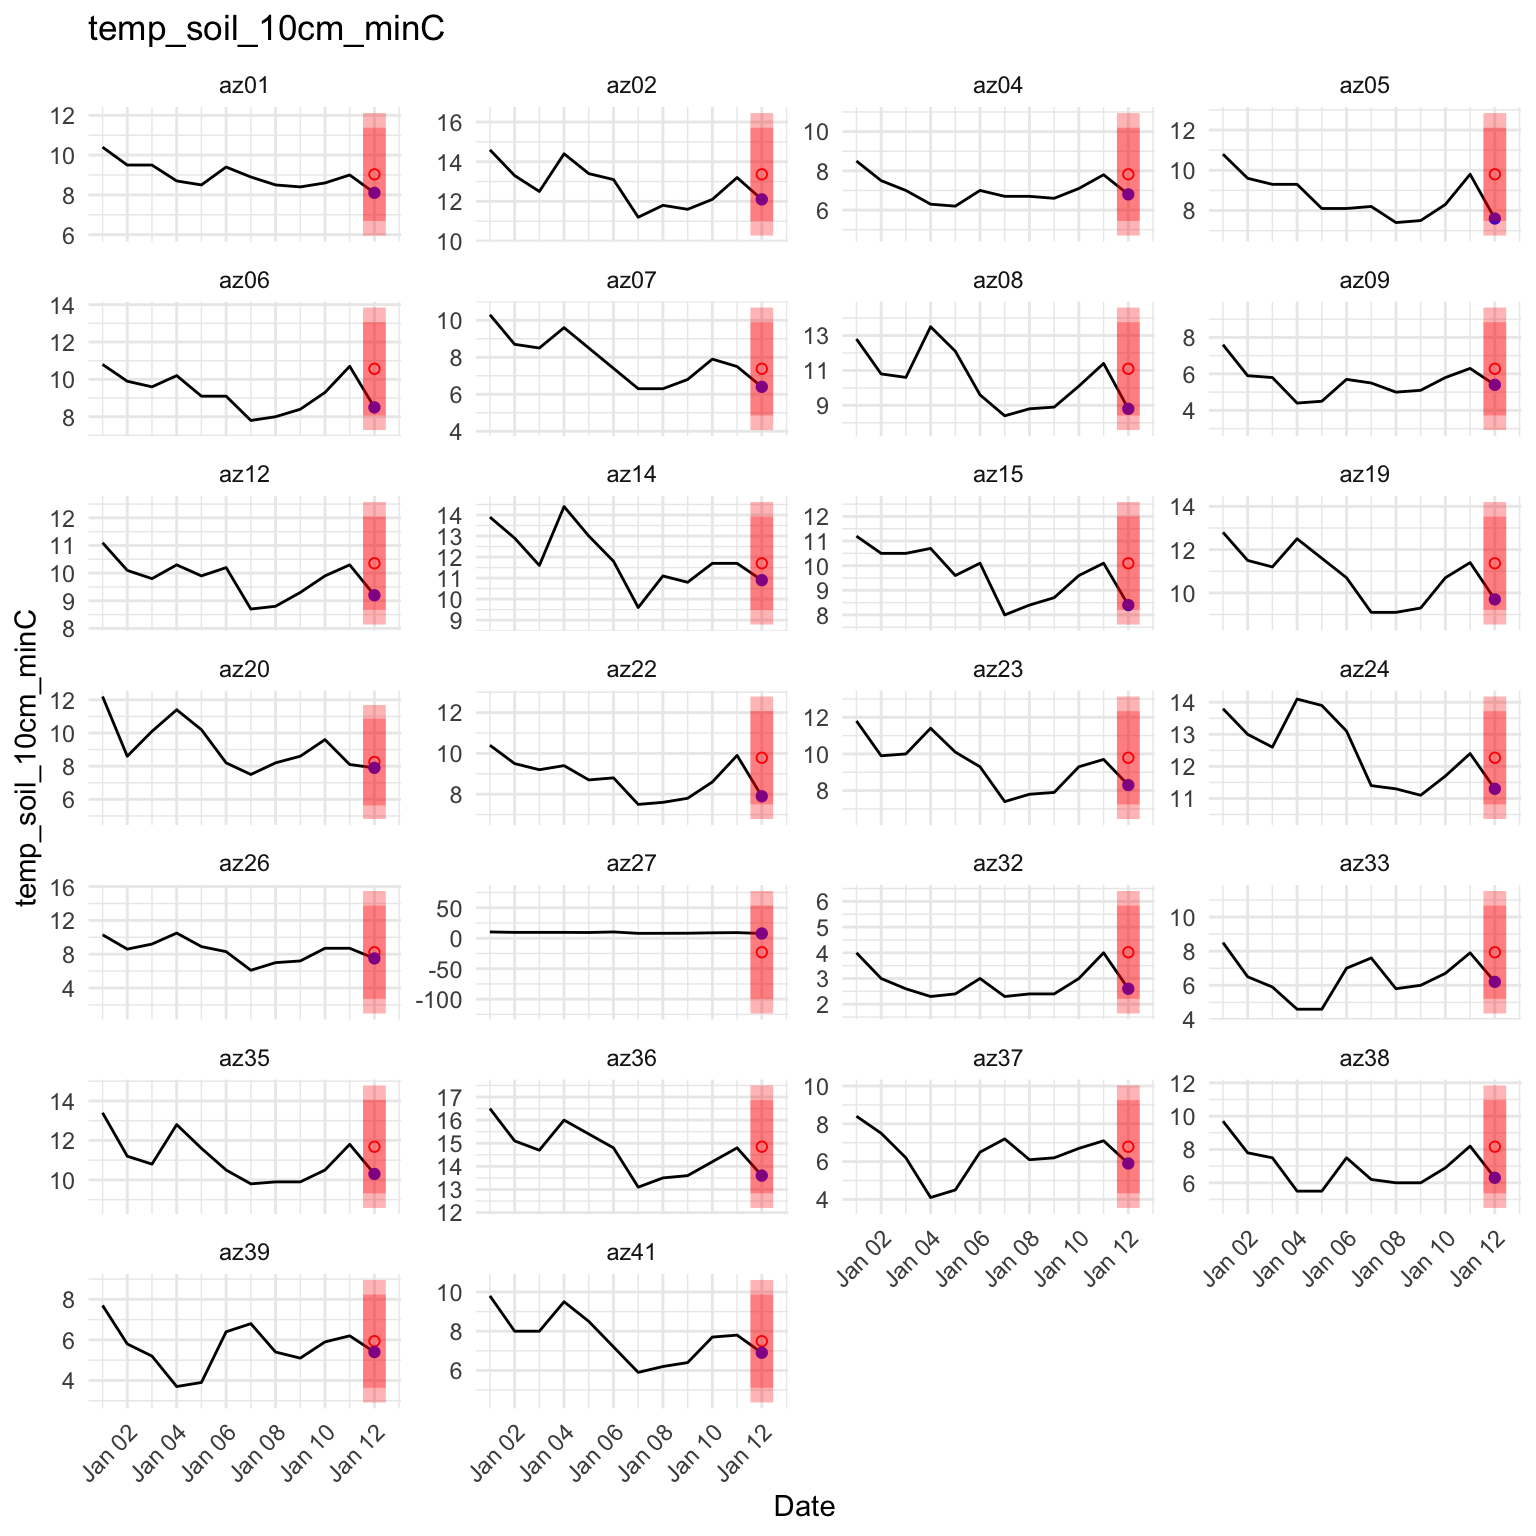 temp_soil_10cm_minC
az01 az02 az04 az05
12 10 8 6
16 14 12 10
10 8 6
12 10 8
az06 az07 az08 az09
14 12 10 8
10 8 6 4
13 11 9
8 6 4
az12 az14 az15 az19
12 11 10 9 8
14 13 12 11 10 9
12 11 10 9 8
14 12 10
az20 az22 az23 az24
12 10 8 6
12 10 8
12 10 8
14 13 12 11
az26 az27 az32 az33
16 12 8 4
50 0 -50 -100
6 5 4 3 2
10 8 6 4
az35 az36 az37 az38
14 12 10
17 16 15 14 13 12
10 8 6 4
12 10 8 6
Jan 02 Jan 04 Jan 06 Jan 08 Jan 10 Jan 12
Jan 02 Jan 04 Jan 06 Jan 08 Jan 10 Jan 12
az39 az41
8 6 4
10 8 6
Jan 02 Jan 04 Jan 06 Jan 08 Jan 10 Jan 12
Jan 02 Jan 04 Jan 06 Jan 08 Jan 10 Jan 12
temp_soil_10cm_minC
Date